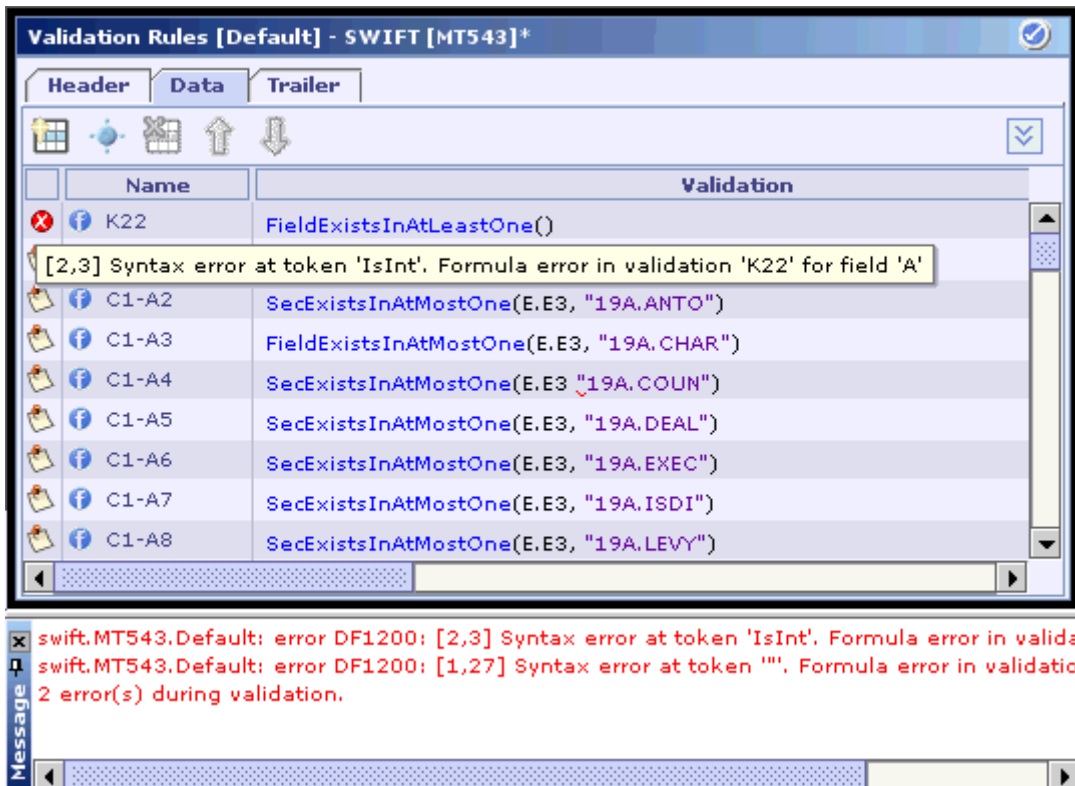 Validation Rules [Default] - SWIFT [MT543]*
Header Data Trailer
Name Validation
K22 FieldExistsInAtLeastOne()
[2,3] Syntax error at token 'IsInt'. Formula error in validation 'K22' for field 'A'
C1-A2 SecExistsInAtMostOne(E.E3, "19A.ANTO")
C1-A3 FieldExistsInAtMostOne(E.E3, "19A.CHAR")
C1-A4 SecExistsInAtMostOne(E.E3 "19A.COUN")
C1-A5 SecExistsInAtMostOne(E.E3, "19A.DEAL")
C1-A6 SecExistsInAtMostOne(E.E3, "19A.EXEC")
C1-A7 SecExistsInAtMostOne(E.E3, "19A.ISDI")
C1-A8 SecExistsInAtMostOne(E.E3, "19A.LEVY")
swift.MT543.Default: error DF1200: [2,3] Syntax error at token 'IsInt'. Formula error in valida
swift.MT543.Default: error DF1200: [1,27] Syntax error at token '"'. Formula error in validatio
2 error(s) during validation.
Message